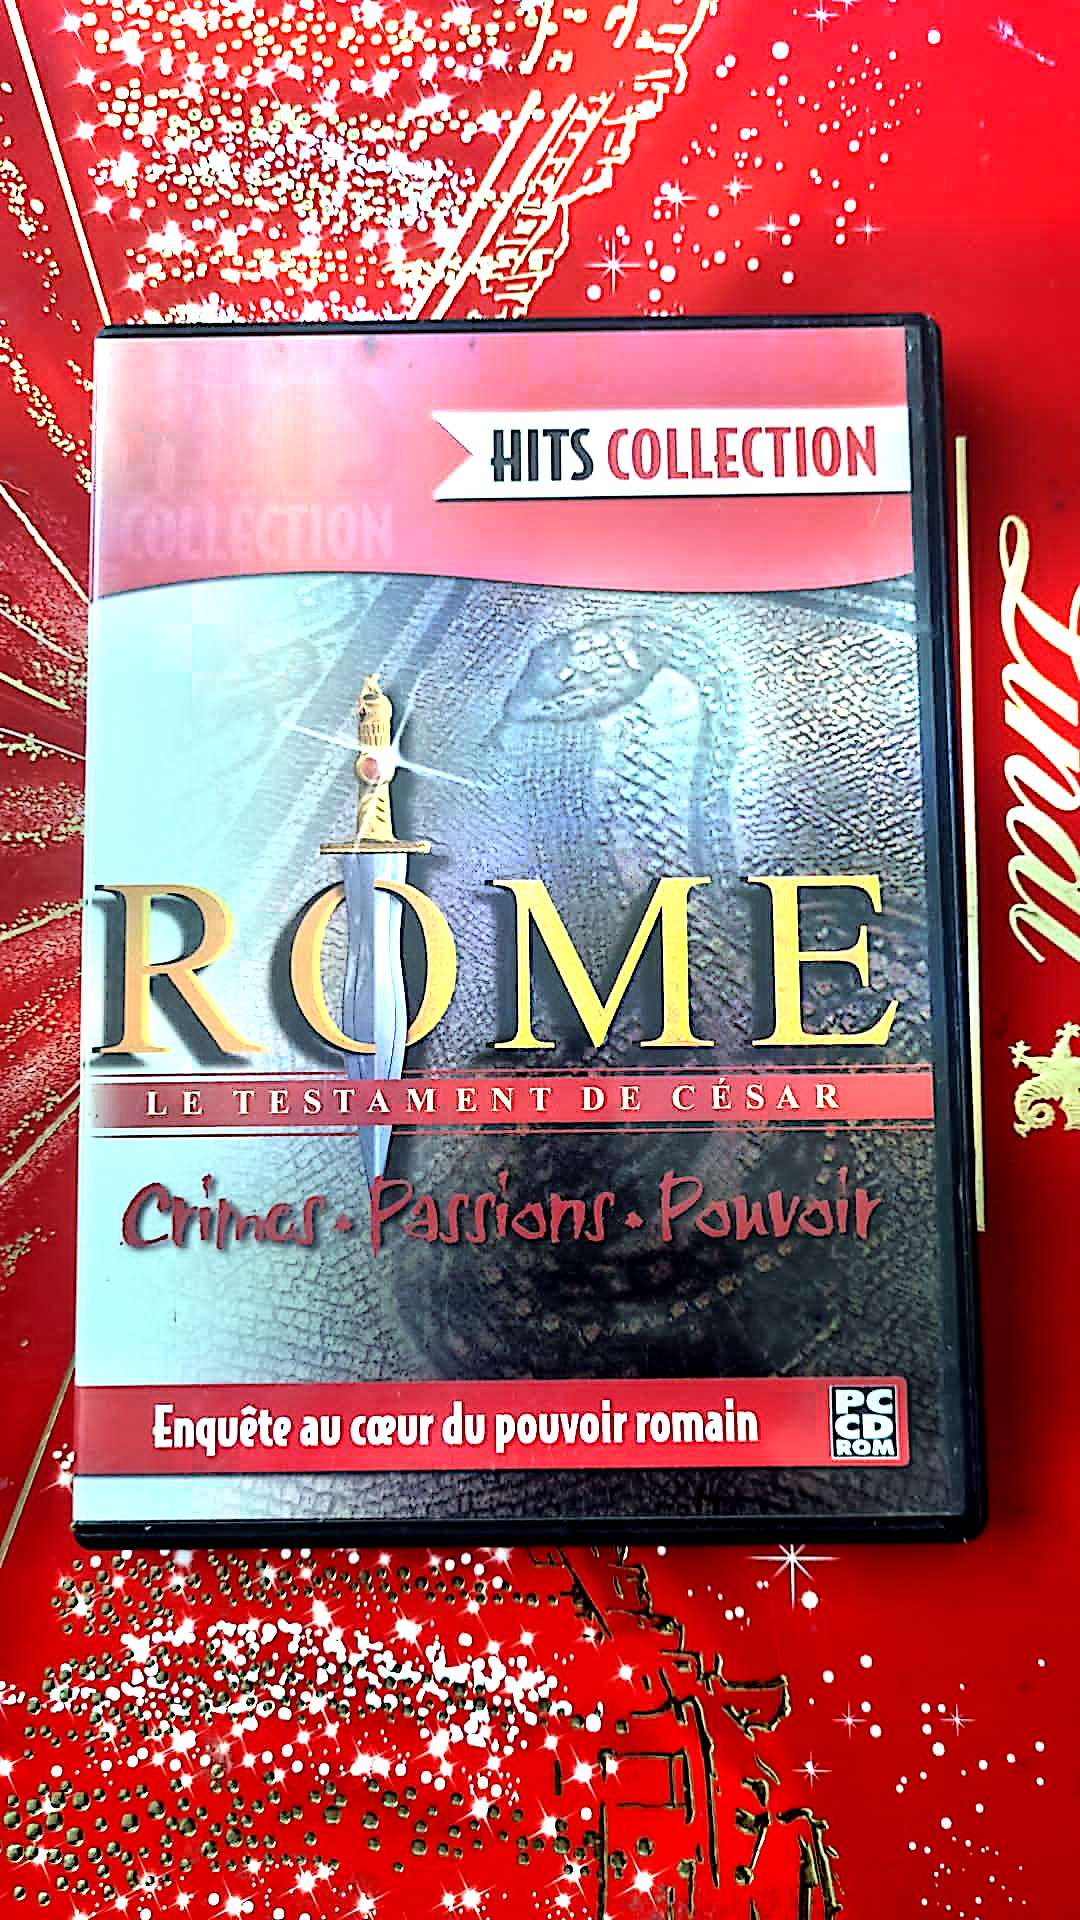 HITS COLLECTION
COLLECTION
ROME
LE TESTAMENT DE CÉSAR
Crimes • Passions • Pouvoir
Enquête au cœur du pouvoir romain
PC
CD
ROM